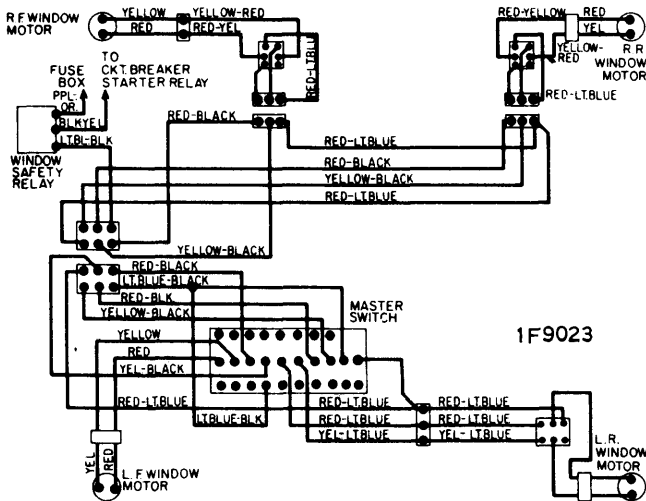 R.F. WINDOW
MOTOR
YELLOW
RED
YELLOW-RED
RED-YEL
RED-LT.BLU
RED-YELLOW
RED
YEL
YELLOW-
RED
R.R.
WINDOW
MOTOR
RED-LT.BLUE
FUSE
BOX
TO
CKT. BREAKER
STARTER RELAY
PPL-
OR.
BLK-YEL
LT.BL-BLK
WINDOW
SAFETY
RELAY
RED-BLACK
RED-LT.BLUE
RED-BLACK
YELLOW-BLACK
RED-LT.BLUE
YELLOW-BLACK
RED-BLACK
LT.BLUE-BLACK
RED-BLK
YELLOW-BLACK
YELLOW
RED
YEL-BLACK
MASTER
SWITCH
1F9023
RED-LT.BLUE
LT.BLUE-BLK
RED-LT.BLUE
RED-LT.BLUE
RED-LT.BLUE
RED-LT.BLUE
YEL-LT.BLUE
YEL-LT.BLUE
YEL
RED
L.F. WINDOW
MOTOR
L.R.
WINDOW
MOTOR